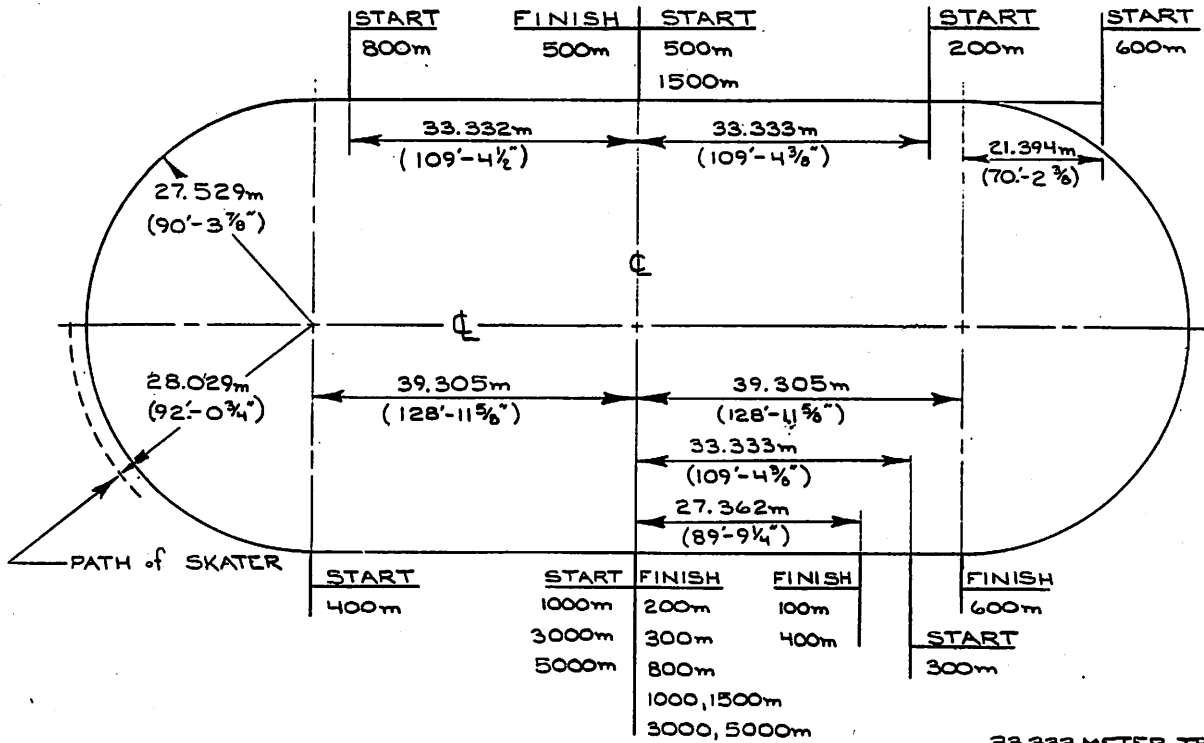 START FINISH START START START
800m 500m 500m 200m 600m
1500m
33.332m 33.333m
(109'-4½") (109'-4⅜")
21.394m
(70'-2⅜)
27.529m
(90'-3⅞")
℄
℄
28.029m 39.305m 39.305m
(92'-0¾") (128'-11⅝") (128'-11⅝")
33.333m
(109'-4⅜")
27.362m
(89'-9¼")
PATH of SKATER
START START FINISH FINISH FINISH
400m 1000m 200m 100m 600m
3000m 300m 400m START
5000m 800m 300m
1000,1500m
3000,5000m